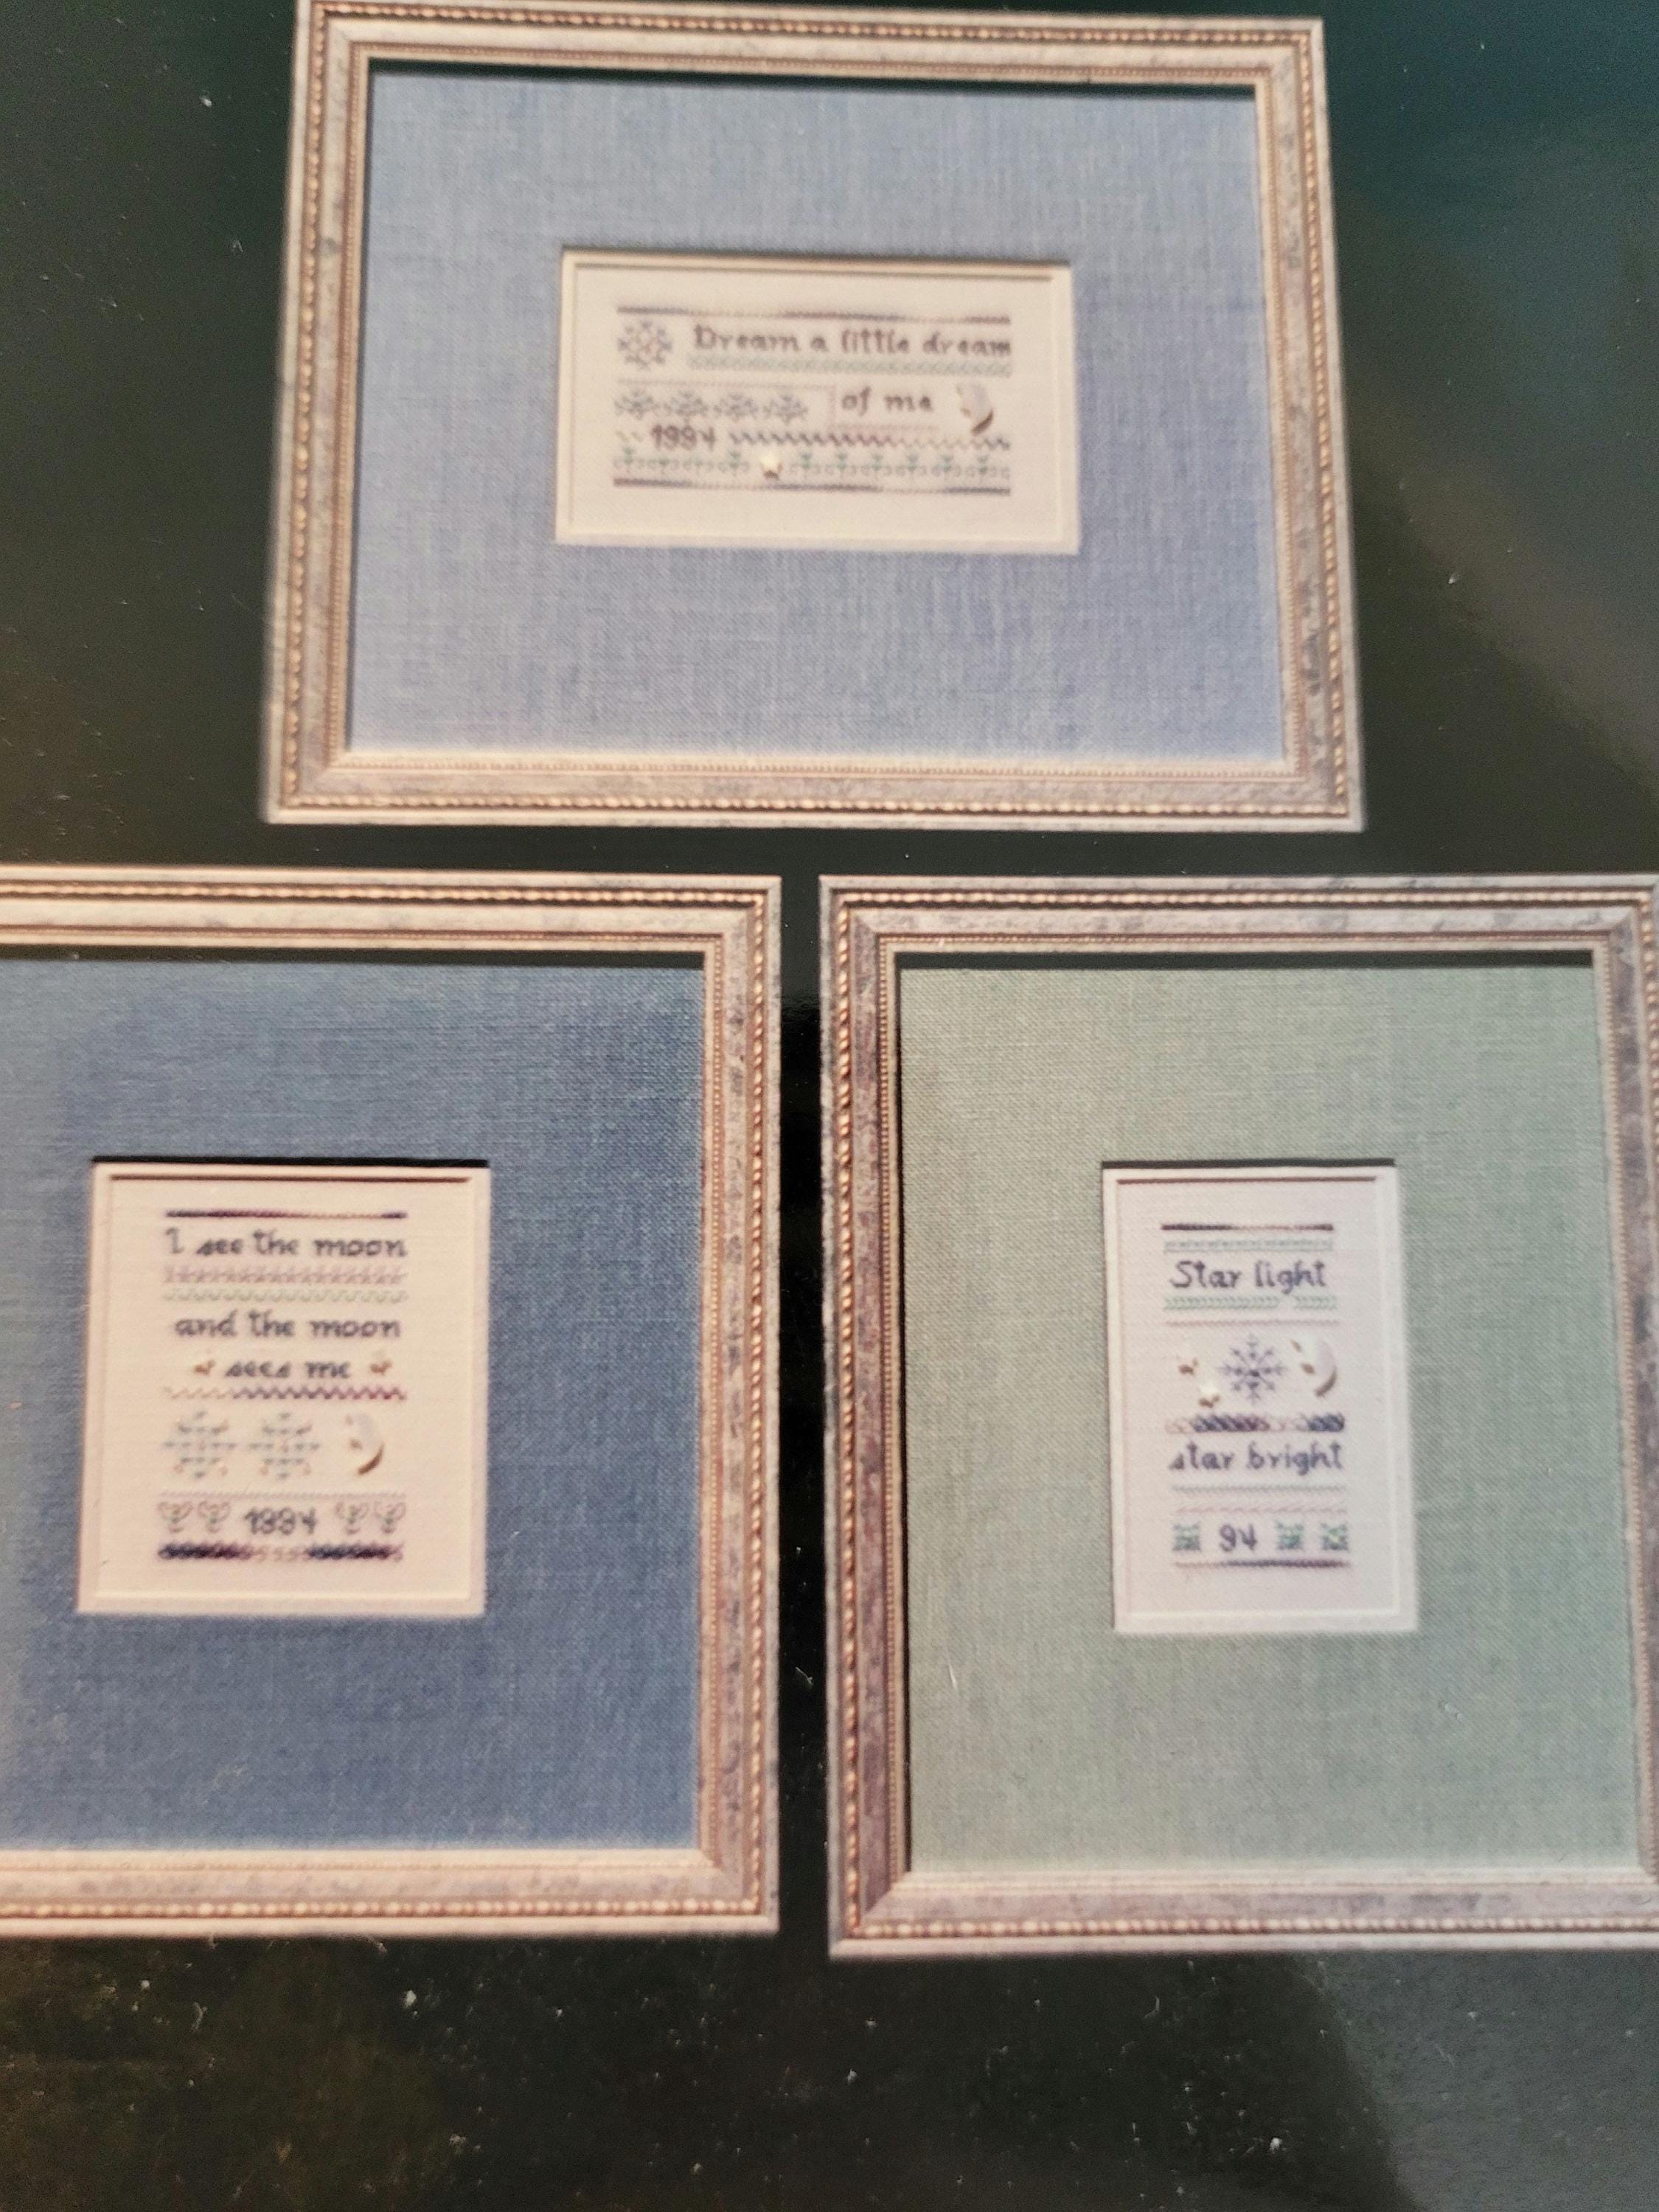 Dream a little dream
of me
1994
I see the moon
and the moon
sees me
1994
Star light
star bright
94